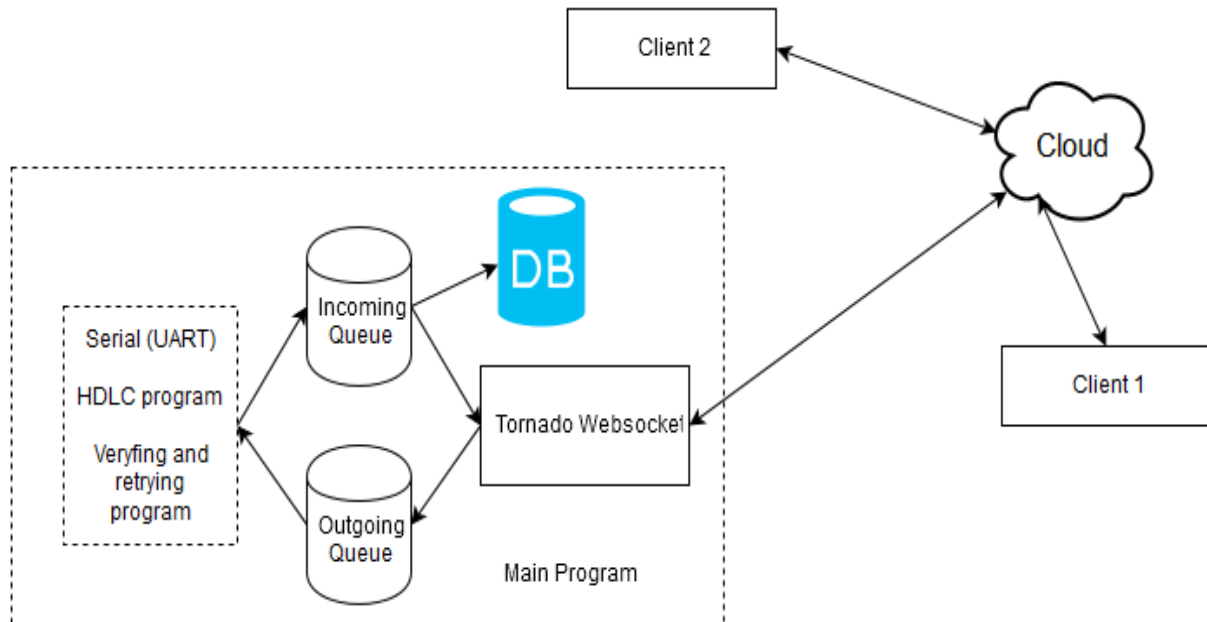 Client 2
Cloud
DB
Incoming
Queue
Serial (UART)
HDLC program
Veryfing and
retrying
program
Client 1
Tornado Websocket
Outgoing
Queue
Main Program